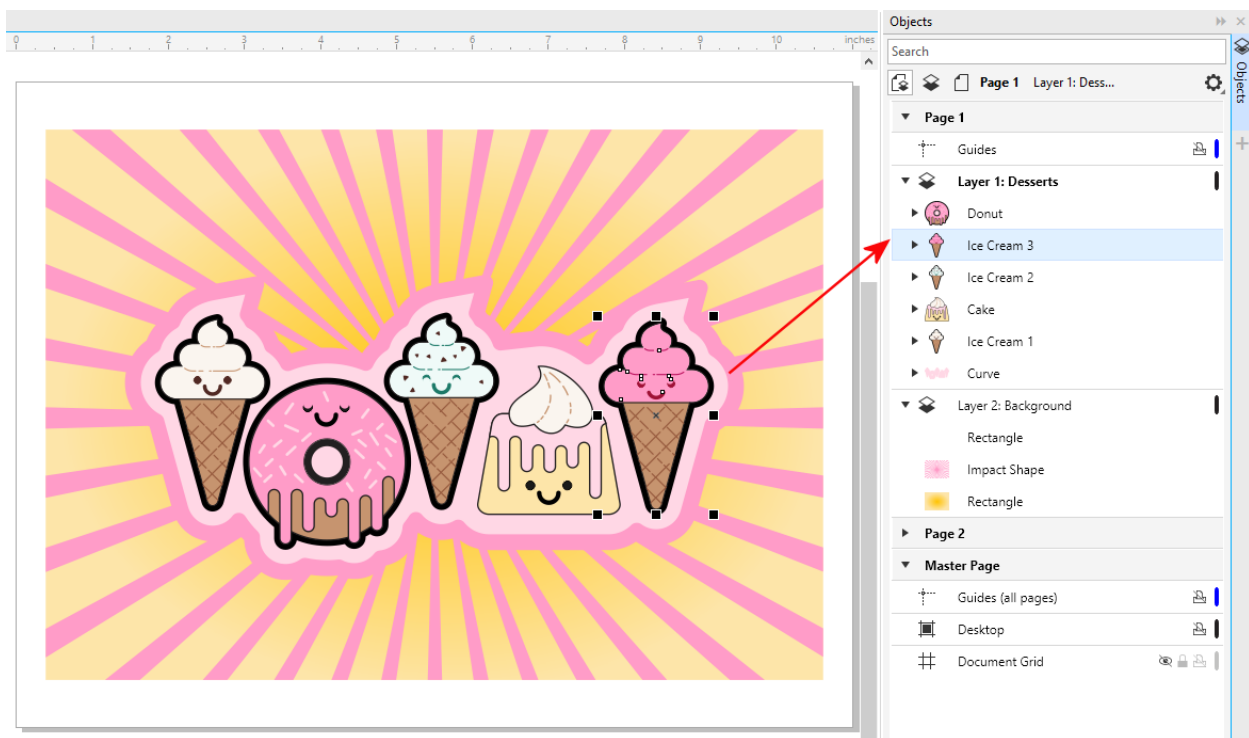 Objects
0 1 2 3 4 5 6 7 8 9 10 inches
Search
Page 1 Layer 1: Dess...
Objects
Page 1
Guides
Layer 1: Desserts
Donut
Ice Cream 3
Ice Cream 2
Cake
Ice Cream 1
Curve
Layer 2: Background
Rectangle
Impact Shape
Rectangle
Page 2
Master Page
Guides (all pages)
Desktop
Document Grid